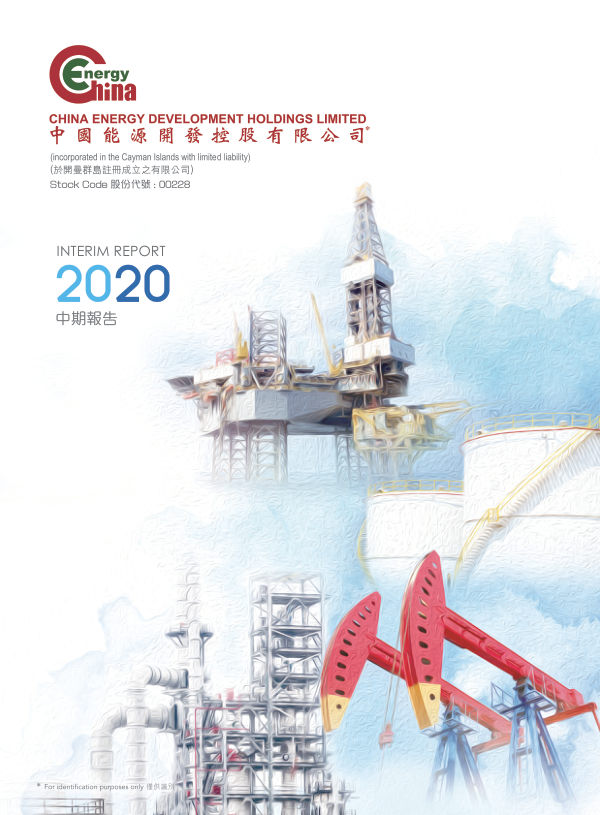 Energy
China
CHINA ENERGY DEVELOPMENT HOLDINGS LIMITED
中國能源開發控股有限公司*
(incorporated in the Cayman Islands with limited liability)
(於開曼群島註冊成立之有限公司)
Stock Code 股份代號 : 00228
INTERIM REPORT
2020
中期報告
* For identification purposes only 僅供識別